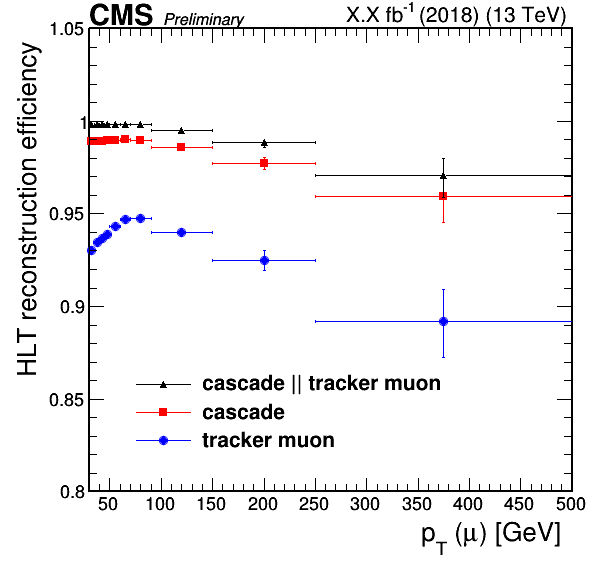 CMS Preliminary X.X fb⁻¹ (2018) (13 TeV)
HLT reconstruction efficiency
1.05
1
0.95
0.9
0.85
0.8
cascade || tracker muon
cascade
tracker muon
50 100 150 200 250 300 350 400 450 500
p_T (μ) [GeV]